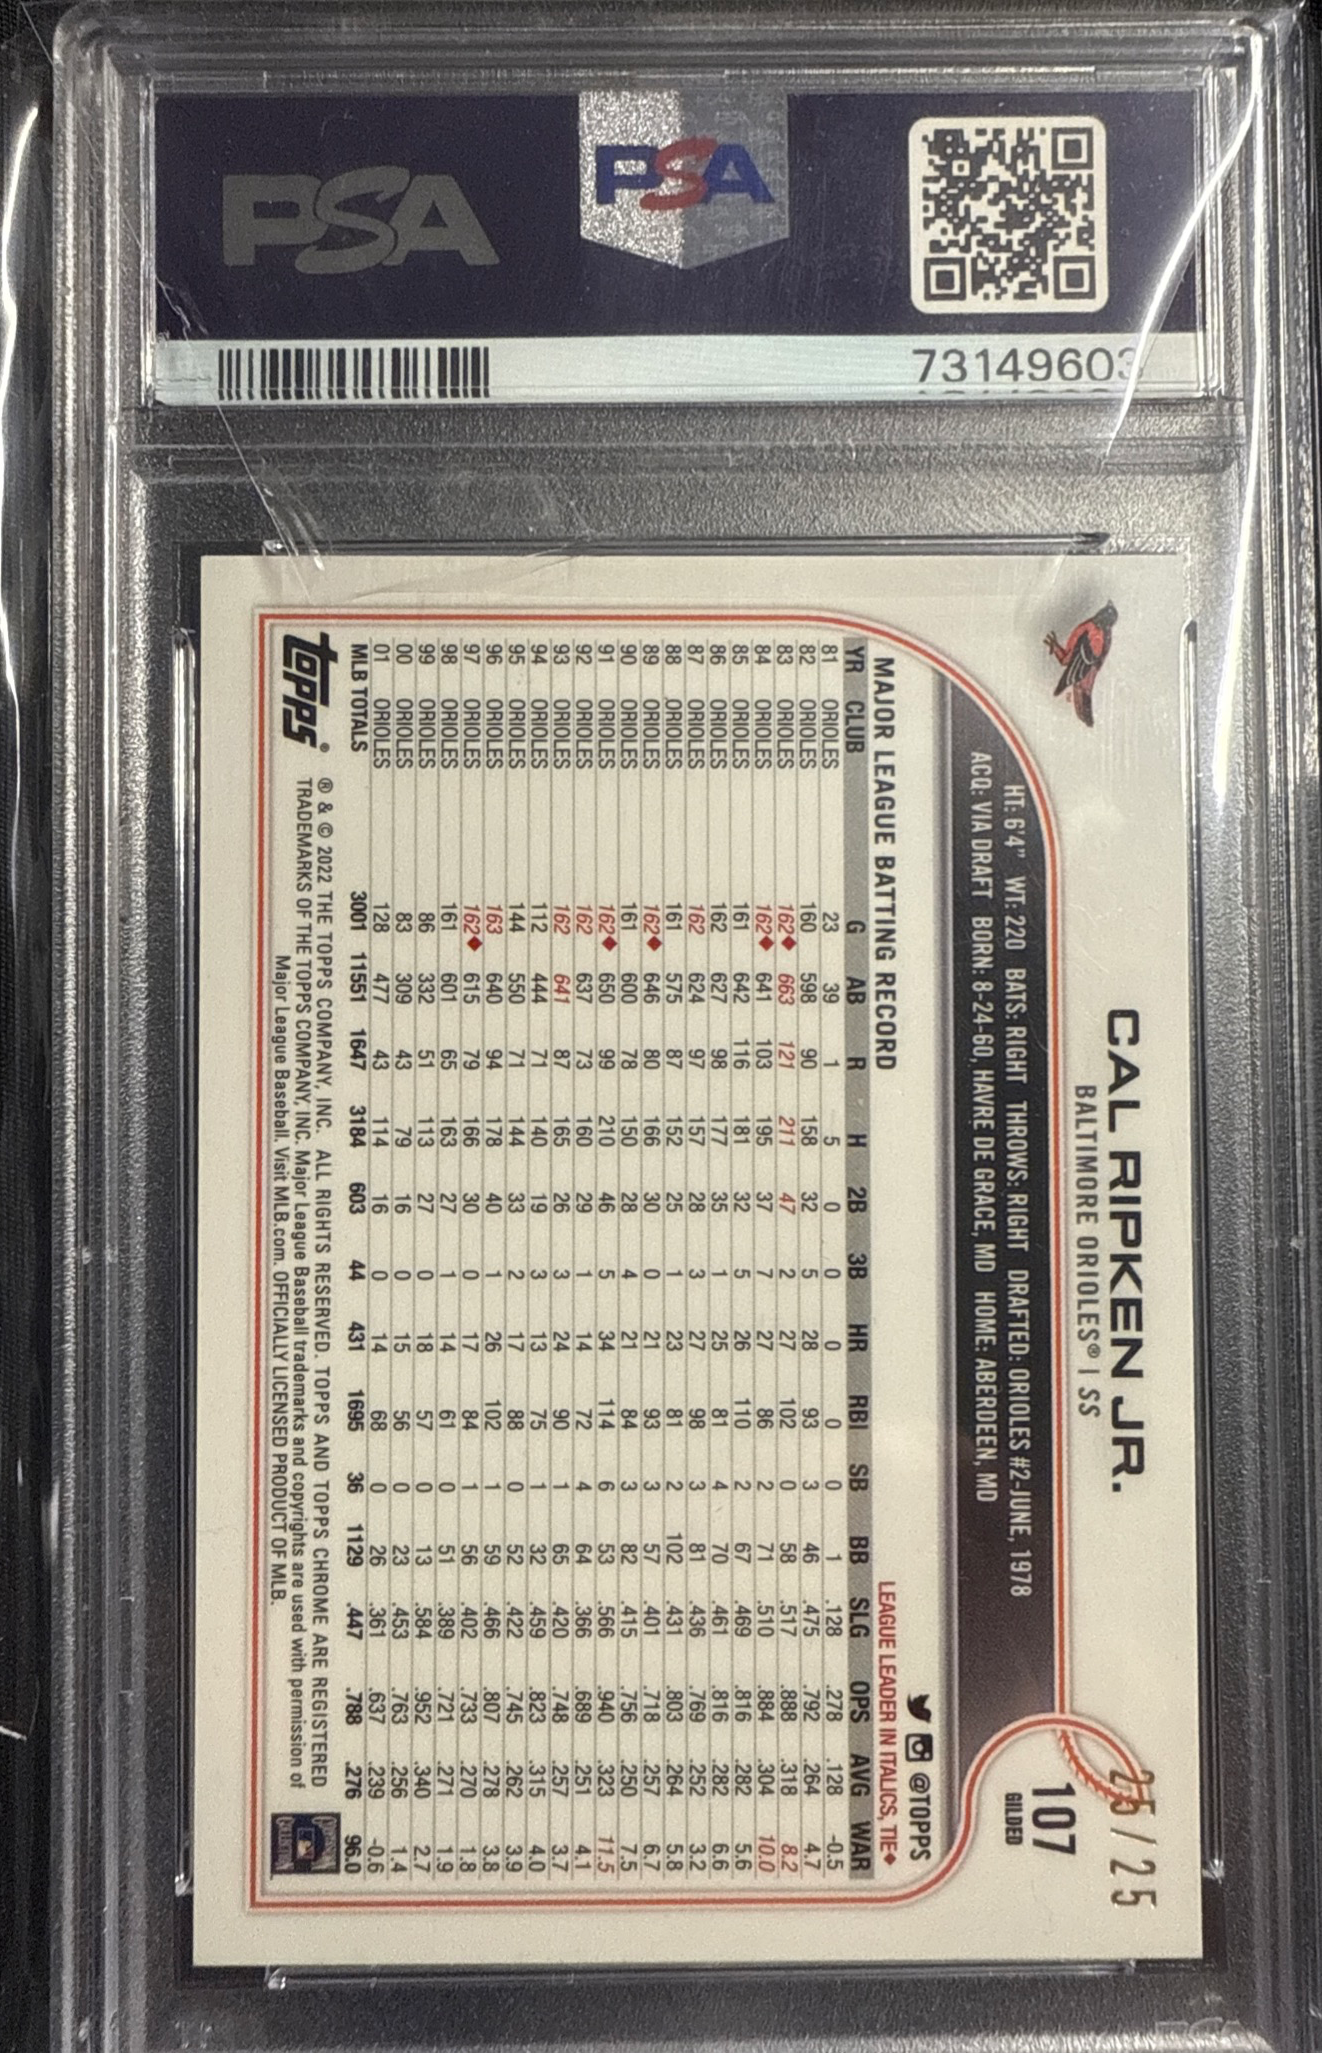 PSA
PSA
73149603
CAL RIPKEN JR.
BALTIMORE ORIOLES® | SS
25/25
107
GILDED
HT: 6'4" WT: 220 BATS: RIGHT THROWS: RIGHT DRAFTED: ORIOLES #2-JUNE, 1978
ACQ: VIA DRAFT BORN: 8-24-60, HAVRE DE GRACE, MD HOME: ABERDEEN, MD
@TOPPS
MAJOR LEAGUE BATTING RECORD LEAGUE LEADER IN ITALICS, TIE♦
YR CLUB G AB R H 2B 3B HR RBI SB BB SLG OPS AVG WAR
81 ORIOLES 23 39 1 5 0 0 0 0 0 1 .128 .278 .128 -0.5
82 ORIOLES 160 598 90 158 32 5 28 93 3 46 .475 .792 .264 4.7
83 ORIOLES 162♦ 663 121 211 47 2 27 102 0 58 .517 .888 .318 8.2
84 ORIOLES 162♦ 641 103 195 37 7 27 86 2 71 .510 .884 .304 10.0
85 ORIOLES 161 642 116 181 32 5 26 110 2 67 .469 .816 .282 5.6
86 ORIOLES 162 627 98 177 35 1 25 81 4 70 .461 .816 .282 6.6
87 ORIOLES 162 624 97 157 28 3 27 98 3 81 .436 .769 .252 3.2
88 ORIOLES 161 575 87 152 25 1 23 81 2 102 .431 .803 .264 5.8
89 ORIOLES 162♦ 646 80 166 30 0 21 93 3 57 .401 .718 .257 6.7
90 ORIOLES 161 600 78 150 28 4 21 84 3 82 .415 .756 .250 7.5
91 ORIOLES 162♦ 650 99 210 46 5 34 114 6 53 .566 .940 .323 11.5
92 ORIOLES 162 637 73 160 29 1 14 72 4 64 .366 .689 .251 4.1
93 ORIOLES 162 641 87 165 26 3 24 90 1 65 .420 .748 .257 3.7
94 ORIOLES 112 444 71 140 19 3 13 75 1 32 .459 .823 .315 4.0
95 ORIOLES 144 550 71 144 33 2 17 88 0 52 .422 .745 .262 3.9
96 ORIOLES 163 640 94 178 40 1 26 102 1 59 .466 .807 .278 3.8
97 ORIOLES 162♦ 615 79 166 30 0 17 84 1 56 .402 .733 .270 1.8
98 ORIOLES 161 601 65 163 27 1 14 61 0 51 .389 .721 .271 1.9
99 ORIOLES 86 332 51 113 27 0 18 57 0 13 .584 .952 .340 2.7
00 ORIOLES 83 309 43 79 16 0 15 56 0 23 .453 .763 .256 1.4
01 ORIOLES 128 477 43 114 16 0 14 68 0 26 .361 .637 .239 -0.6
MLB TOTALS 3001 11551 1647 3184 603 44 431 1695 36 1129 .447 .788 .276 96.0
topps®
® & © 2022 THE TOPPS COMPANY, INC. ALL RIGHTS RESERVED. TOPPS AND TOPPS CHROME ARE REGISTERED
TRADEMARKS OF THE TOPPS COMPANY, INC. Major League Baseball trademarks and copyrights are used with permission of
Major League Baseball. Visit MLB.com. OFFICIALLY LICENSED PRODUCT OF MLB.